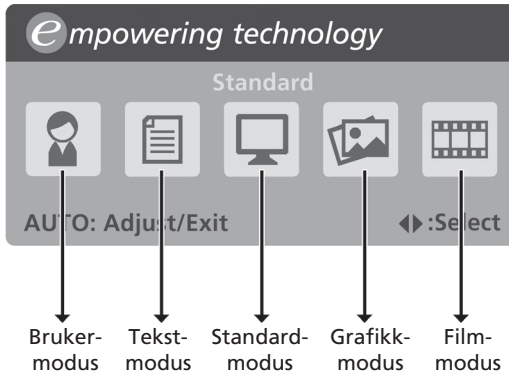 empowering technology
Standard
AUTO: Adjust/Exit
:Select
Bruker-
modus
Tekst-
modus
Standard-
modus
Grafikk-
modus
Film-
modus